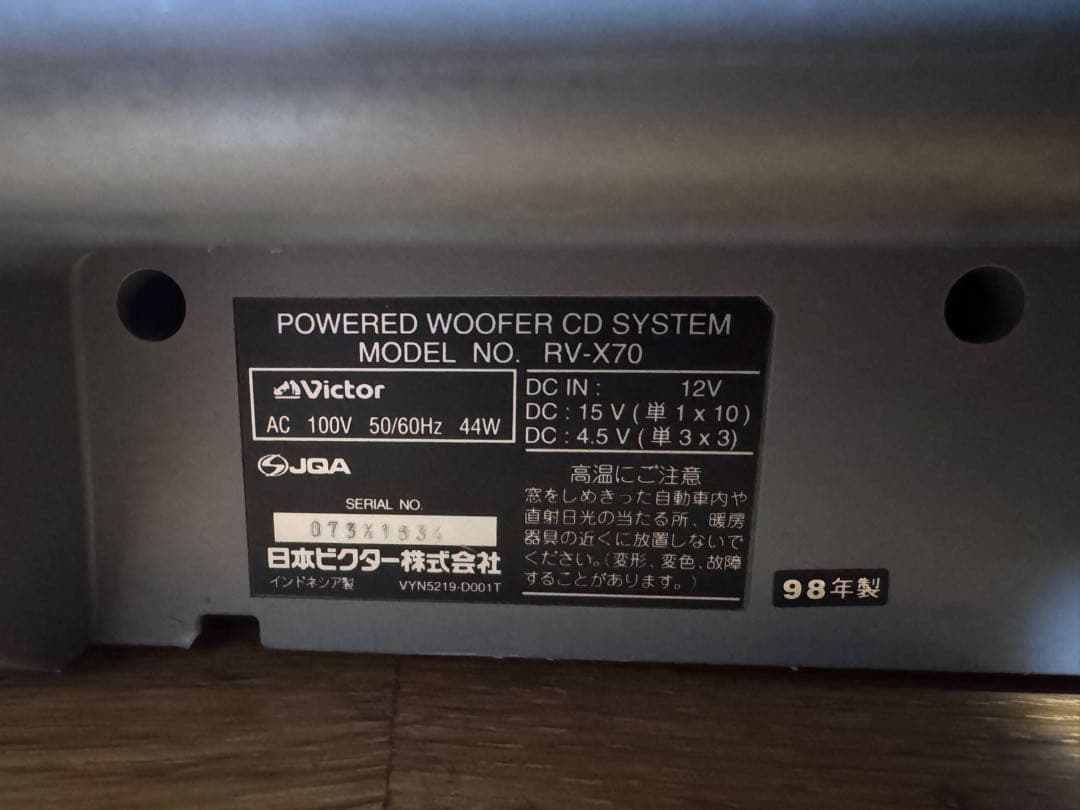 POWERED WOOFER CD SYSTEM
MODEL NO. RV-X70
Victor
AC 100V 50/60Hz 44W
DC IN : 12V
DC : 15 V ( 単 1 x 10 )
DC : 4.5 V ( 単 3 x 3 )
JQA
SERIAL NO.
日本ビクター株式会社
インドネシア製 VYN5219-D001T
高温にご注意
窓をしめきった自動車内や
直射日光の当たる所、暖房
器具の近くに放置しないで
ください。(変形、変色、故障
することがあります。)
98年製